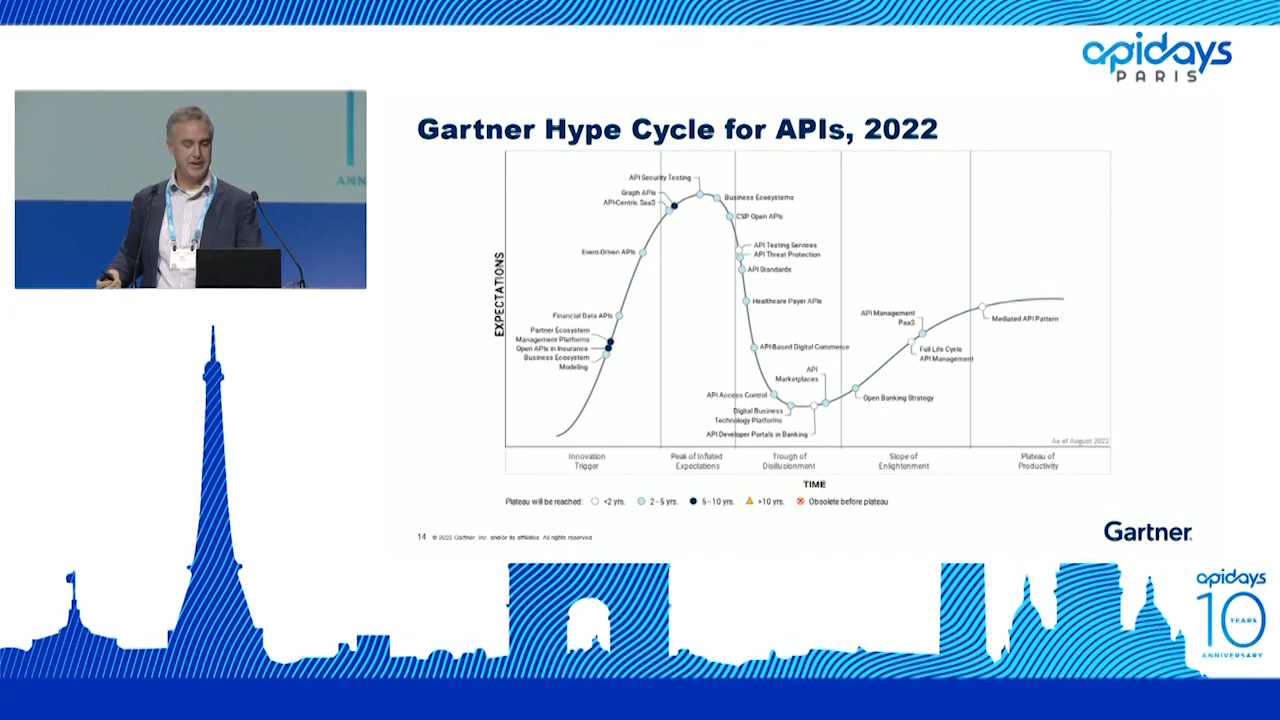 apidays
PARIS
ANN
Gartner Hype Cycle for APIs, 2022
EXPECTATIONS
API Security Testing
Graph APIs
API-Centric SaaS
Business Ecosystems
CSP Open APIs
Event-Driven APIs
API Testing Services
API Threat Protection
API Standards
Healthcare Payer APIs
Financial Data APIs
Partner Ecosystem
Management Platforms
Open APIs in Insurance
Business Ecosystem
Modeling
API-Based Digital Commerce
API Management
PaaS
Mediated API Pattern
Full Life Cycle
API Management
API
Marketplaces
API Access Control
Open Banking Strategy
Digital Business
Technology Platforms
API Developer Portals in Banking
As of August 2022
Innovation
Trigger
Peak of Inflated
Expectations
Trough of
Disillusionment
Slope of
Enlightenment
Plateau of
Productivity
TIME
Plateau will be reached: <2 yrs. 2–5 yrs. 5–10 yrs. >10 yrs. Obsolete before plateau
14 © 2022 Gartner, Inc. and/or its affiliates. All rights reserved.
Gartner®
apidays
10
YEARS
ANNIVERSARY